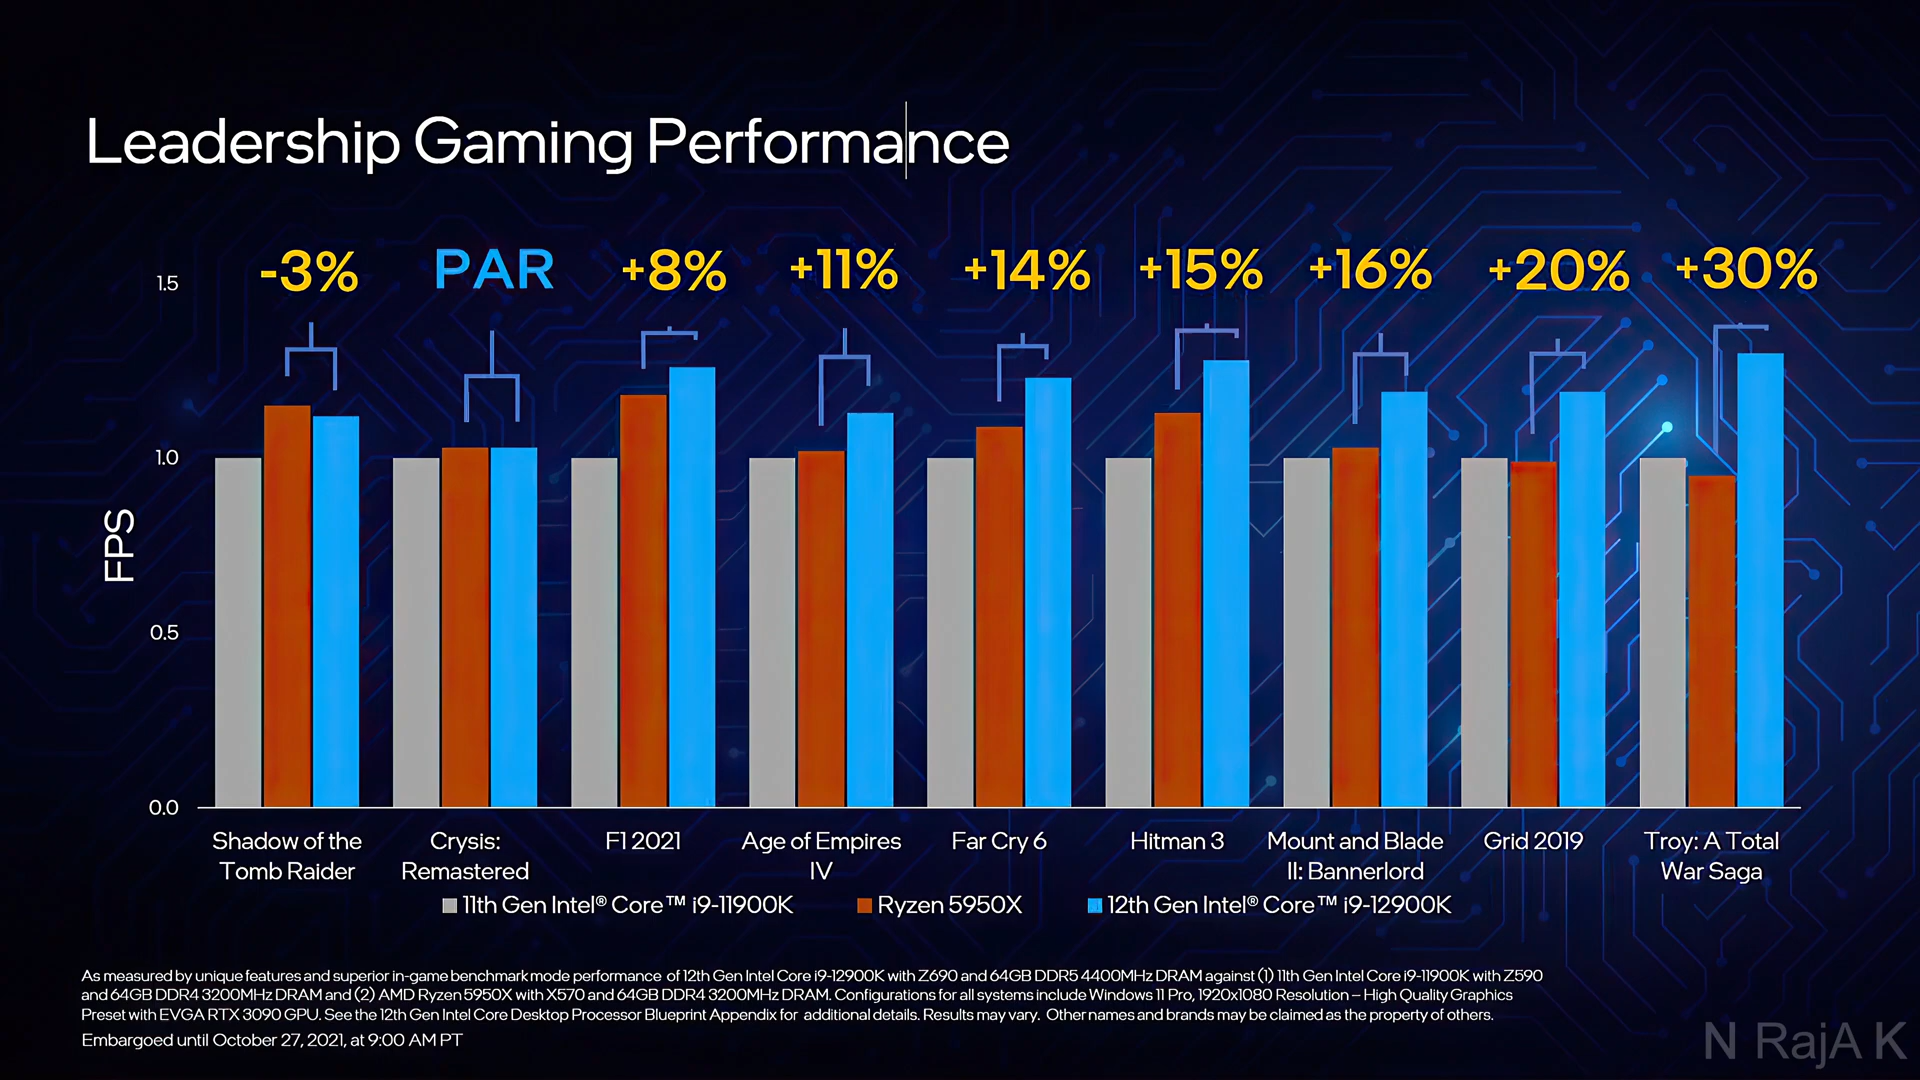 Leadership Gaming Performance
-3% PAR +8% +11% +14% +15% +16% +20% +30%
1.5
1.0
0.5
0.0
FPS
Shadow of the
Tomb Raider
Crysis:
Remastered
F1 2021
Age of Empires
IV
Far Cry 6
Hitman 3
Mount and Blade
II: Bannerlord
Grid 2019
Troy: A Total
War Saga
11th Gen Intel® Core™ i9-11900K
Ryzen 5950X
12th Gen Intel® Core™ i9-12900K
As measured by unique features and superior in-game benchmark mode performance of 12th Gen Intel Core i9-12900K with Z690 and 64GB DDR5 4400MHz DRAM against (1) 11th Gen Intel Core i9-11900K with Z590
and 64GB DDR4 3200MHz DRAM and (2) AMD Ryzen 5950X with X570 and 64GB DDR4 3200MHz DRAM. Configurations for all systems include Windows 11 Pro, 1920x1080 Resolution – High Quality Graphics
Preset with EVGA RTX 3090 GPU. See the 12th Gen Intel Core Desktop Processor Blueprint Appendix for additional details. Results may vary. Other names and brands may be claimed as the property of others.
Embargoed until October 27, 2021, at 9:00 AM PT
N RajA K